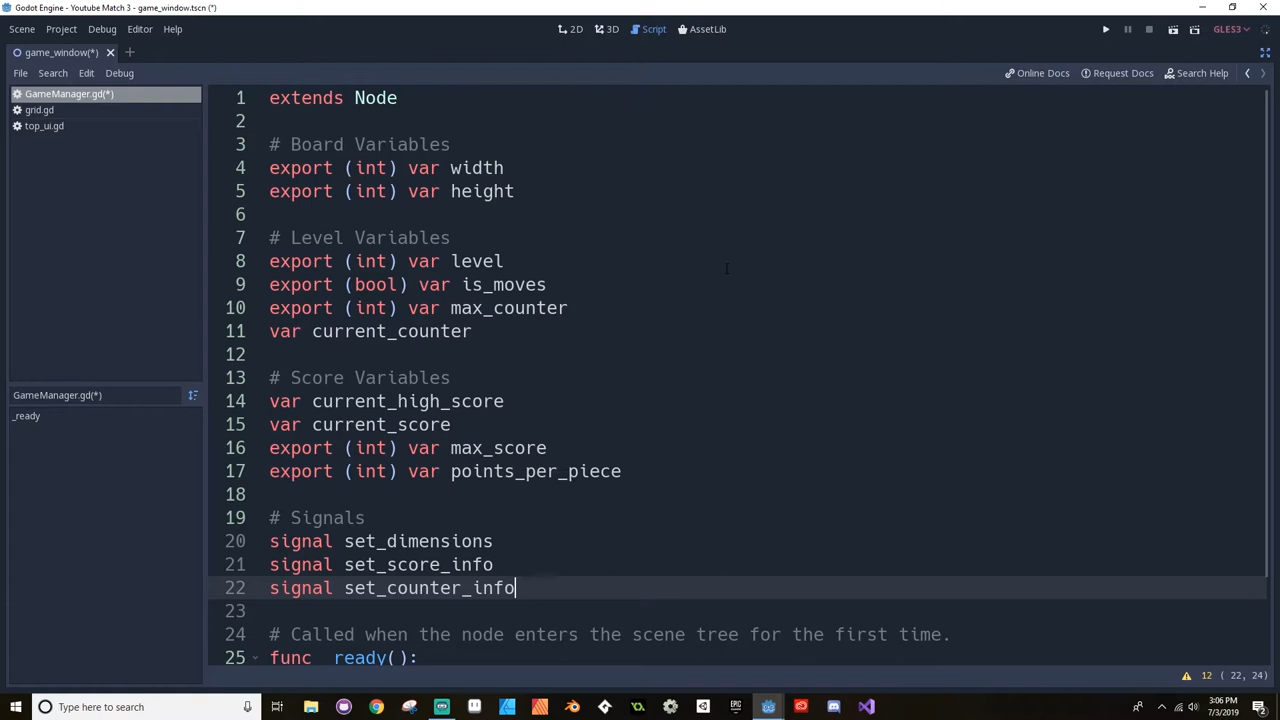 Godot Engine - Youtube Match 3 - game_window.tscn (*)
Scene Project Debug Editor Help 2D 3D Script AssetLib GLES3
game_window(*)
File Search Edit Debug Online Docs Request Docs Search Help
GameManager.gd(*)
grid.gd
top_ui.gd
GameManager.gd(*)
_ready
1 extends Node
2
3 # Board Variables
4 export (int) var width
5 export (int) var height
6
7 # Level Variables
8 export (int) var level
9 export (bool) var is_moves
10 export (int) var max_counter
11 var current_counter
12
13 # Score Variables
14 var current_high_score
15 var current_score
16 export (int) var max_score
17 export (int) var points_per_piece
18
19 # Signals
20 signal set_dimensions
21 signal set_score_info
22 signal set_counter_info
23
24 # Called when the node enters the scene tree for the first time.
25 func _ready():
12 ( 22, 24)
Type here to search
EPIC
3:06 PM
7/3/2019
2